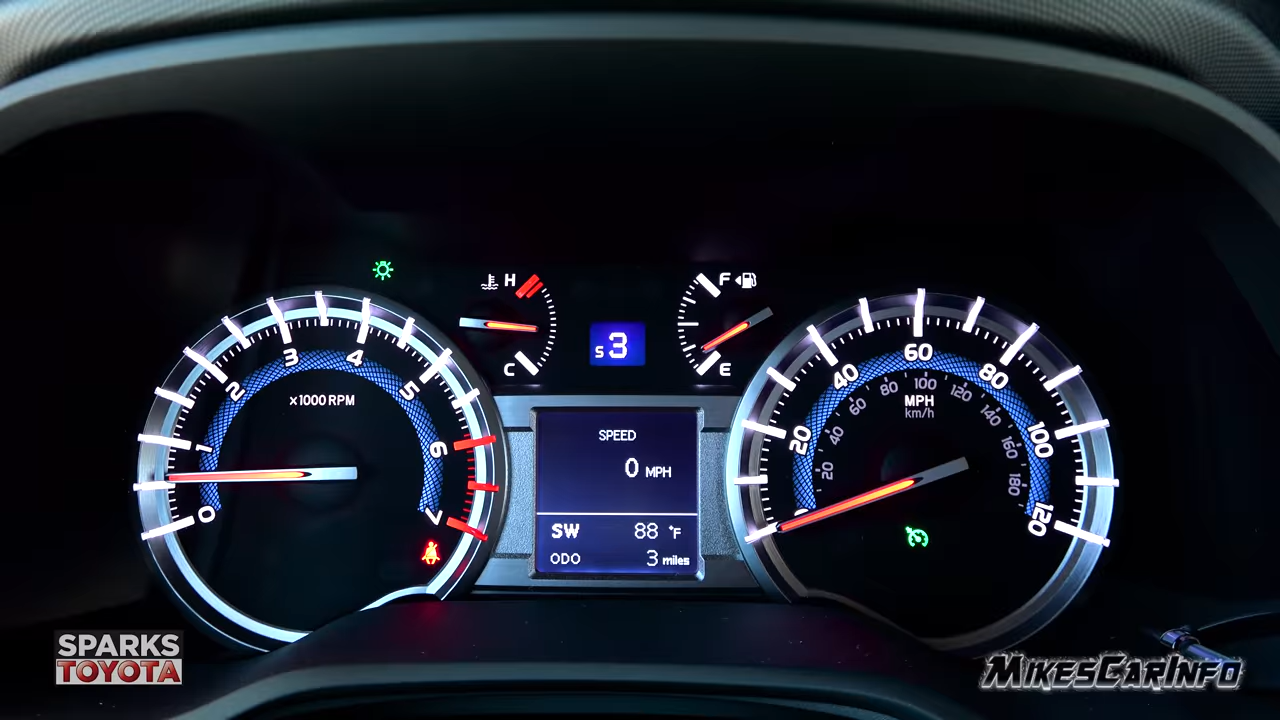 H
C
S3
F
E
0
1
2
3
4
5
6
7
x1000 RPM
SPEED
0 MPH
SW 88 °F
ODO 3 miles
0
20
40
60
80
100
120
20
40
60
80
100
120
140
160
180
MPH
km/h
SPARKS
TOYOTA
MIKESCARINFO